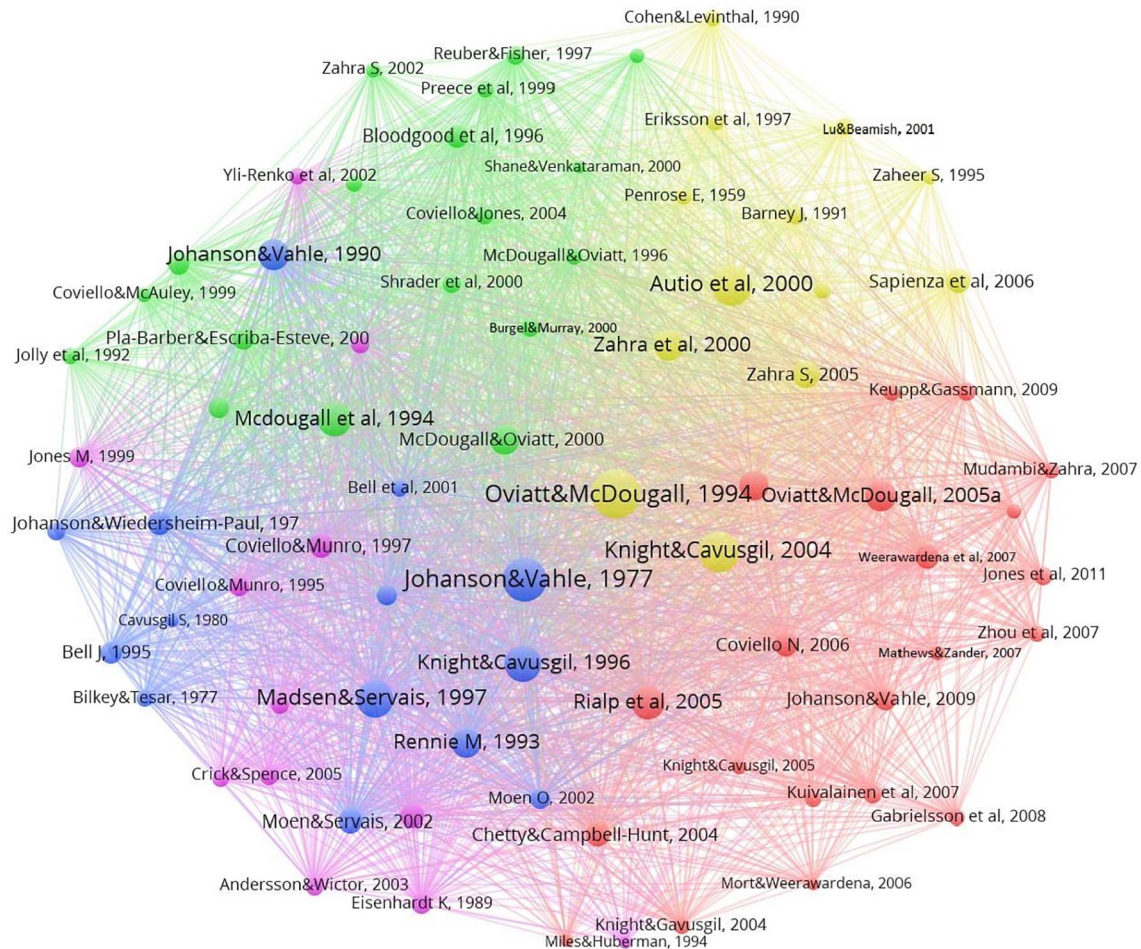 Cohen&Levinthal, 1990
Reuber&Fisher, 1997
Zahra S, 2002
Preece et al, 1999
Eriksson et al, 1997
Lu&Beamish, 2001
Bloodgood et al, 1996
Shane&Venkataraman, 2000
Yli-Renko et al, 2002
Zaheer S, 1995
Penrose E, 1959
Coviello&Jones, 2004
Barney J, 1991
Johanson&Vahle, 1990
McDougall&Oviatt, 1996
Shrader et al, 2000
Autio et al, 2000
Sapienza et al, 2006
Coviello&McAuley, 1999
Burgel&Murray, 2000
Pla-Barber&Escriba-Esteve, 200
Zahra et al, 2000
Jolly et al, 1992
Zahra S, 2005
Keupp&Gassmann, 2009
Mcdougall et al, 1994
McDougall&Oviatt, 2000
Jones M, 1999
Mudambi&Zahra, 2007
Bell et al, 2001
Oviatt&McDougall, 1994
Oviatt&McDougall, 2005a
Johanson&Wiedersheim-Paul, 197
Coviello&Munro, 1997
Knight&Cavusgil, 2004
Weerawardena et al, 2007
Jones et al, 2011
Johanson&Vahle, 1977
Coviello&Munro, 1995
Cavusgil S, 1980
Zhou et al, 2007
Bell J, 1995
Coviello N, 2006
Mathews&Zander, 2007
Knight&Cavusgil, 1996
Bilkey&Tesar, 1977
Madsen&Servais, 1997
Rialp et al, 2005
Johanson&Vahle, 2009
Rennie M, 1993
Knight&Cavusgil, 2005
Crick&Spence, 2005
Kuivalainen et al, 2007
Moen O, 2002
Gabrielsson et al, 2008
Moen&Servais, 2002
Chetty&Campbell-Hunt, 2004
Andersson&Wictor, 2003
Mort&Weerawardena, 2006
Eisenhardt K, 1989
Knight&Gavusgil, 2004
Miles&Huberman, 1994